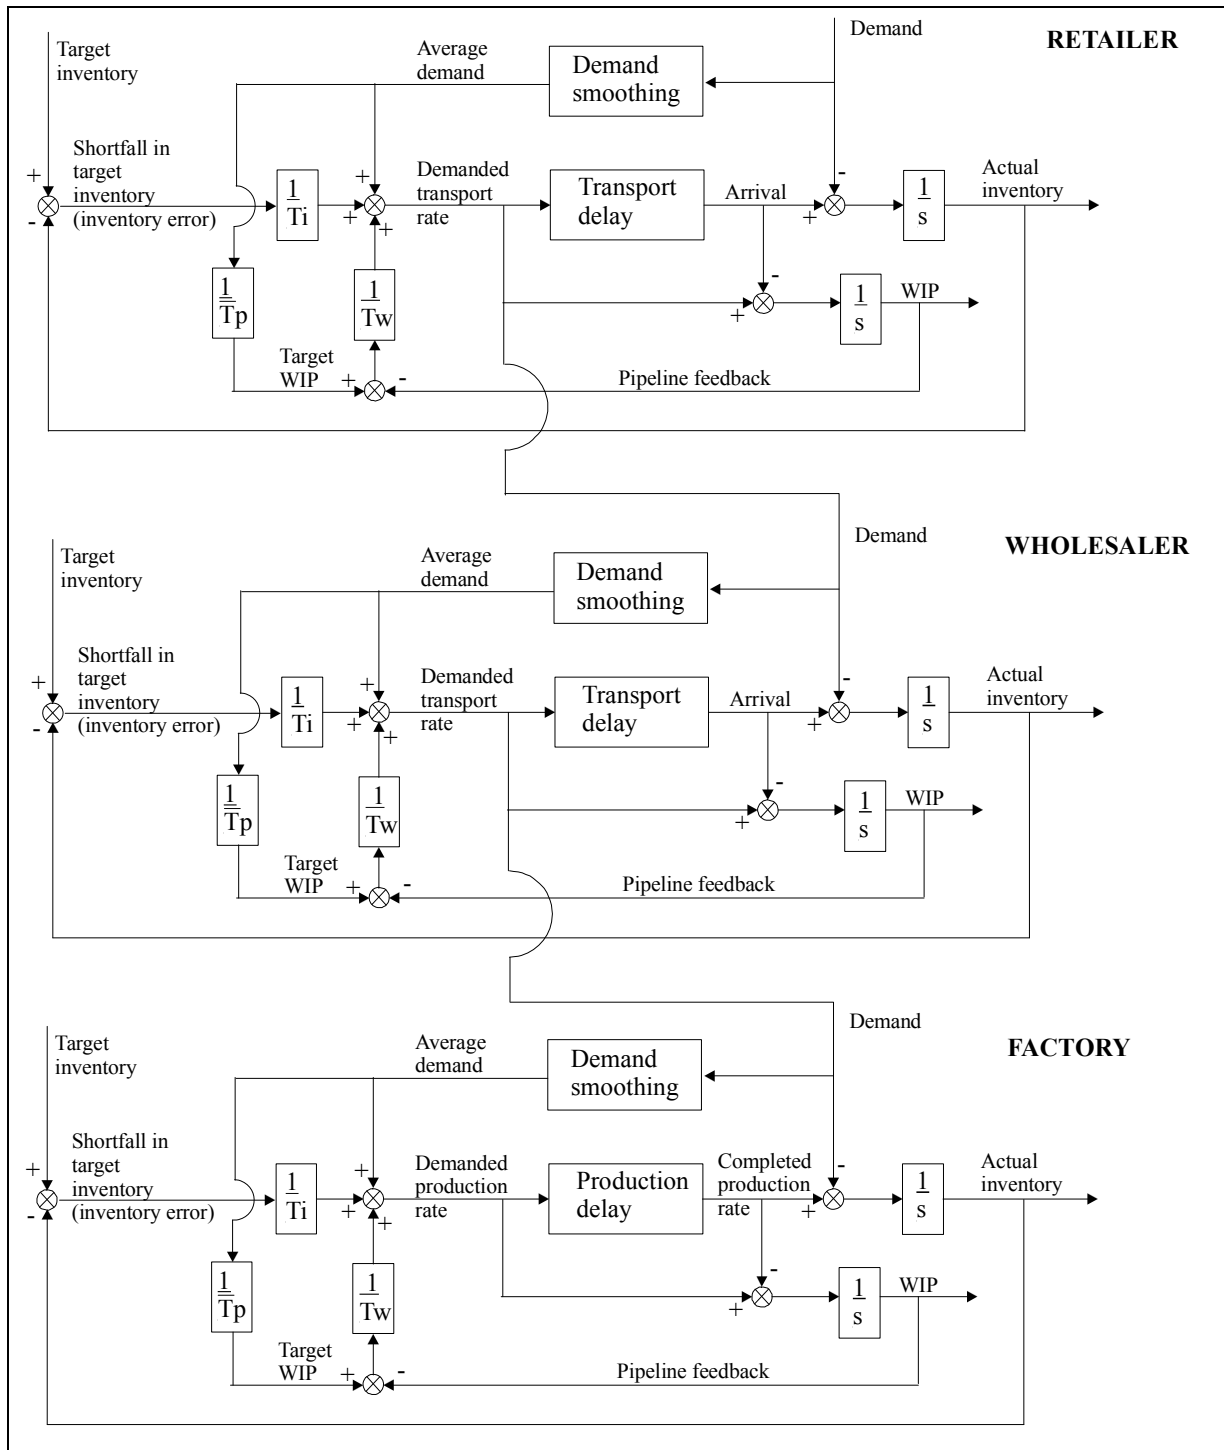 RETAILER
Demand
Target
inventory
Average
demand
Demand
smoothing
Shortfall in
target
inventory
(inventory error)
+
-
1
Ti
+
+
+
Demanded
transport
rate
Transport
delay
Arrival
-
+
1
s
Actual
inventory
1
Tp
1
Tw
-
+
1
s
WIP
Target
WIP
+
-
Pipeline feedback
WHOLESALER
Demand
Target
inventory
Average
demand
Demand
smoothing
Shortfall in
target
inventory
(inventory error)
+
-
1
Ti
+
+
+
Demanded
transport
rate
Transport
delay
Arrival
-
+
1
s
Actual
inventory
1
Tp
1
Tw
-
+
1
s
WIP
Target
WIP
+
-
Pipeline feedback
FACTORY
Demand
Target
inventory
Average
demand
Demand
smoothing
Shortfall in
target
inventory
(inventory error)
+
-
1
Ti
+
+
+
Demanded
production
rate
Production
delay
Completed
production
rate
-
+
1
s
Actual
inventory
1
Tp
1
Tw
-
+
1
s
WIP
Target
WIP
+
-
Pipeline feedback